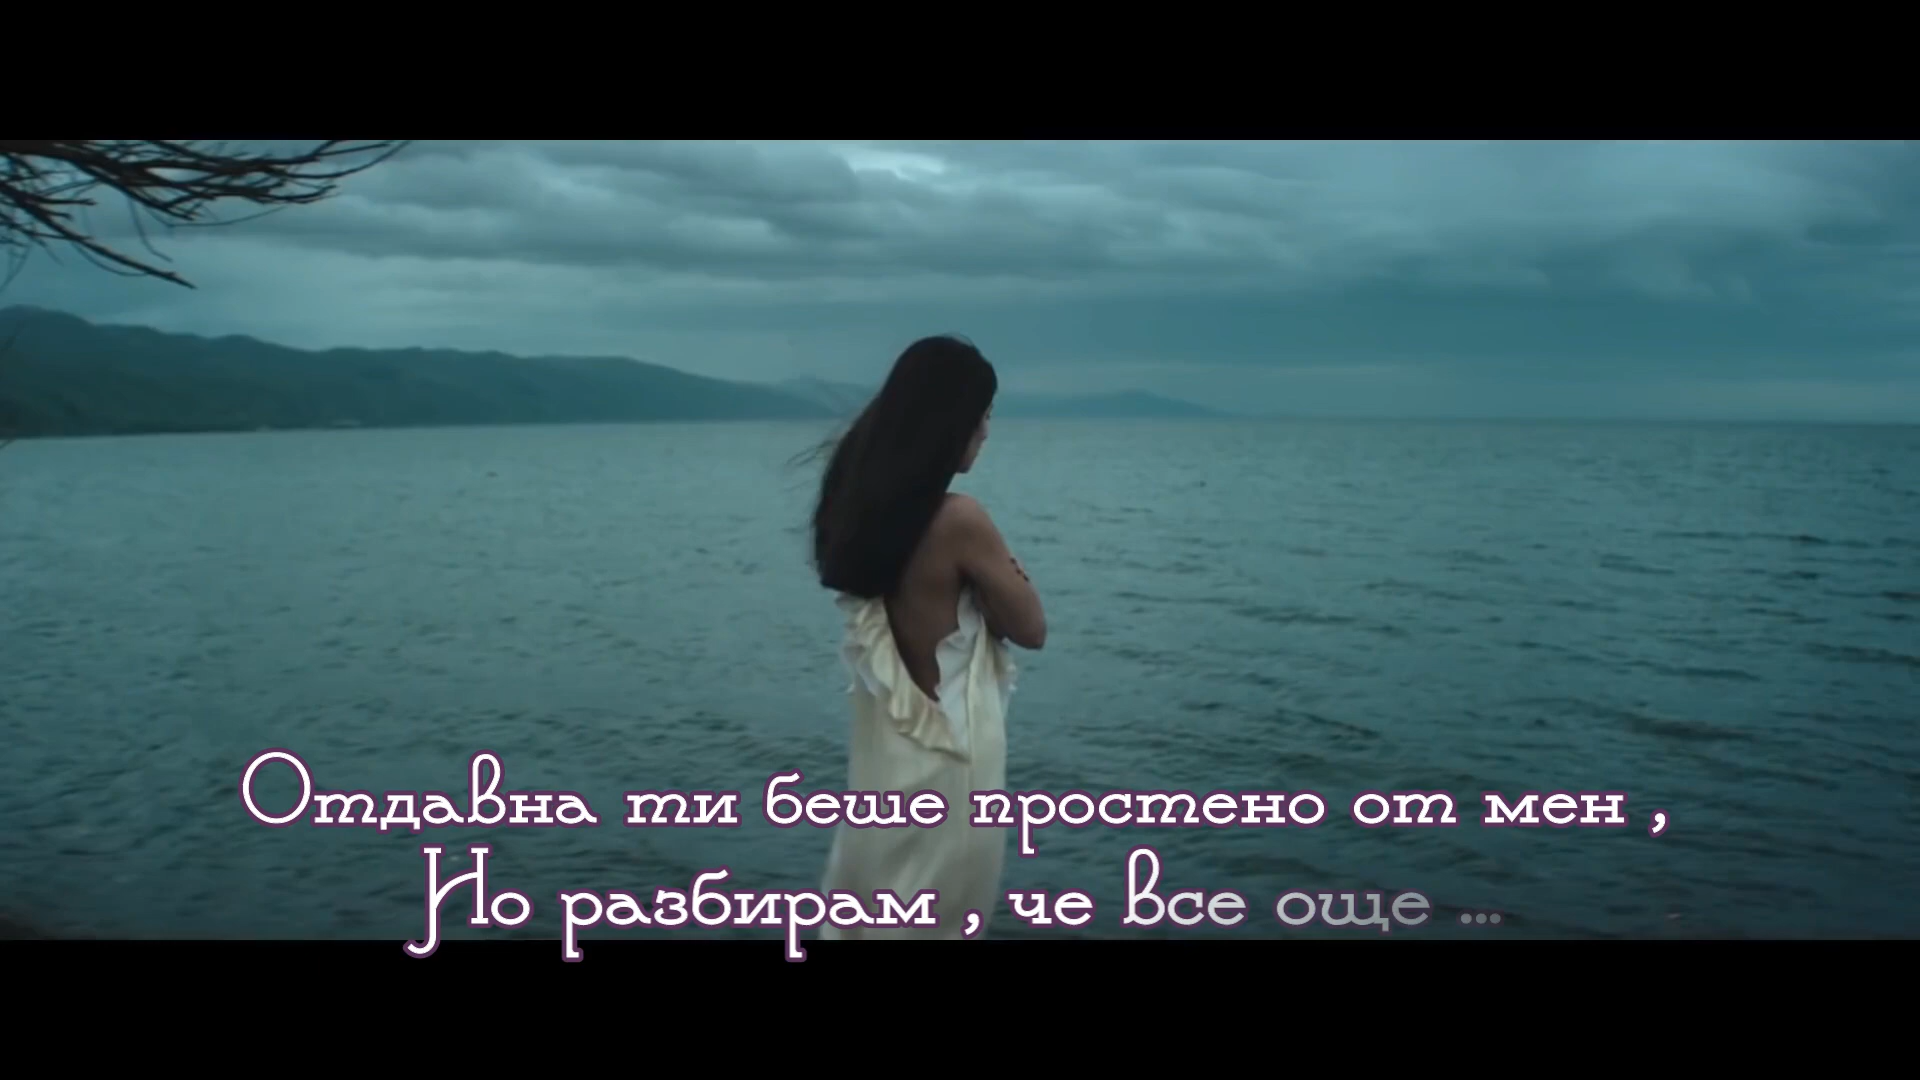 Отдавна ти беше простено от мен ,
Но разбирам , че все още ...